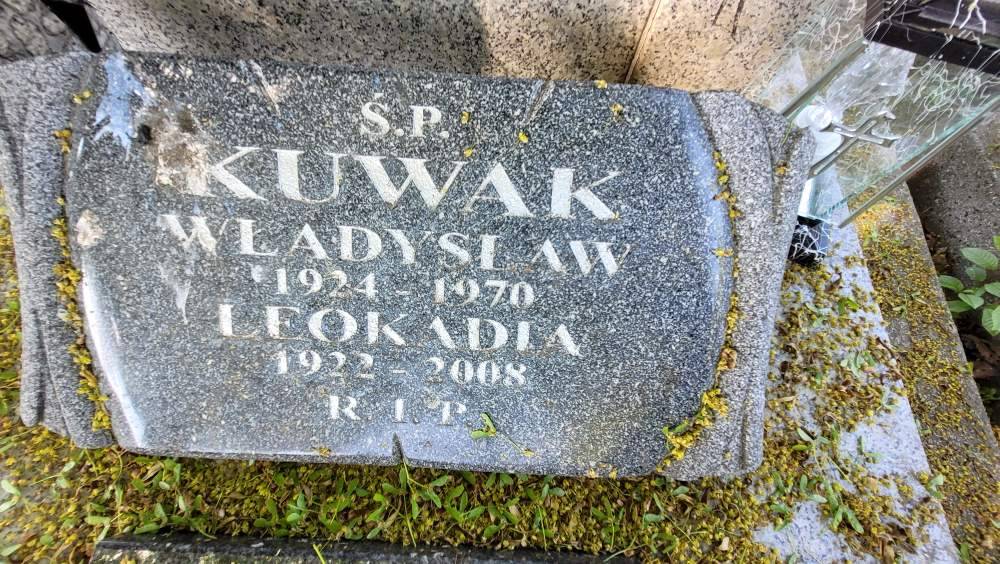 Ś.P.
KUWAK
WŁADYSŁAW
1924 - 1970
LEOKADIA
1922 - 2008
R. I. P.